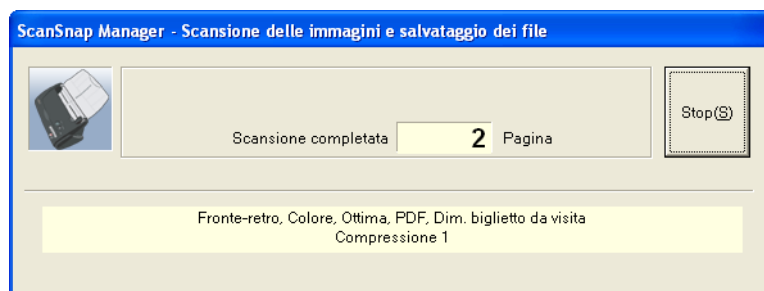 ScanSnap Manager - Scansione delle immagini e salvataggio dei file
Scansione completata 2 Pagina
Stop(S)
Fronte-retro, Colore, Ottima, PDF, Dim. biglietto da visita
Compressione 1